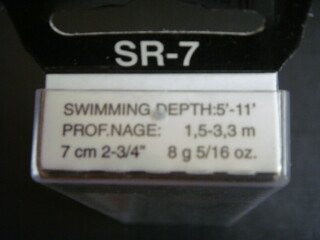 SR-7
SWIMMING DEPTH:5'-11'
PROF.NAGE: 1,5-3,3 m
7 cm 2-3/4" 8 g 5/16 oz.